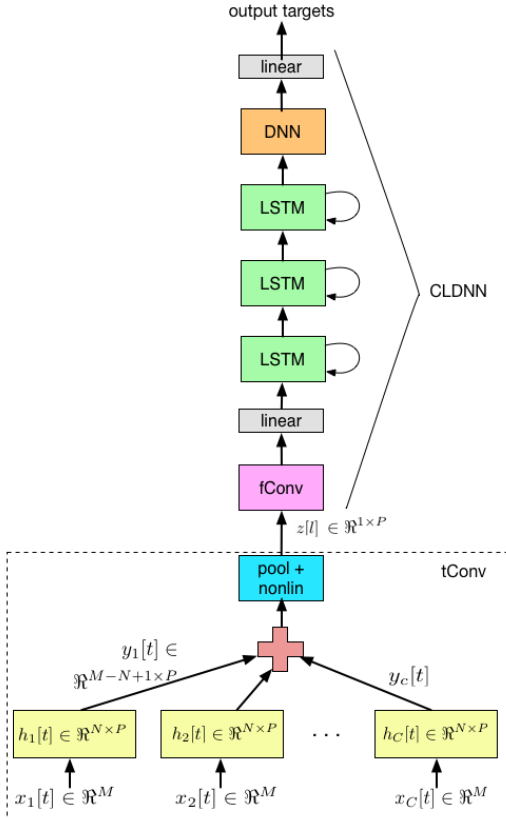 output targets
linear
DNN
LSTM
LSTM
CLDNN
LSTM
linear
fConv
z[l] ∈ ℜ^{1×P}
pool +
nonlin
tConv
y_1[t] ∈
ℜ^{M−N+1×P}
y_c[t]
h_1[t] ∈ ℜ^{N×P} h_2[t] ∈ ℜ^{N×P} ... h_C[t] ∈ ℜ^{N×P}
x_1[t] ∈ ℜ^M x_2[t] ∈ ℜ^M x_C[t] ∈ ℜ^M